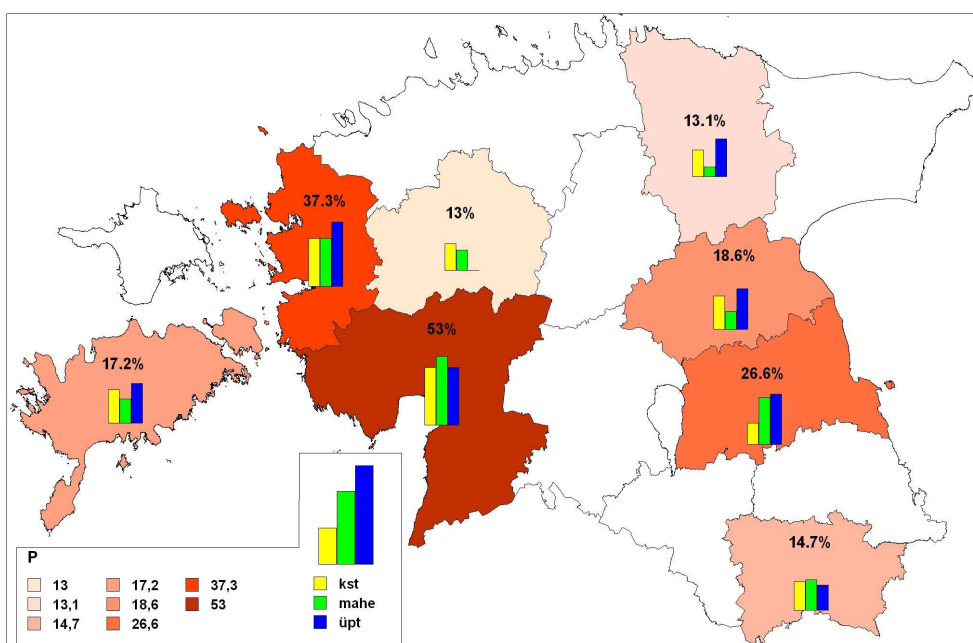 13.1%
37.3%
13%
18.6%
53%
17.2%
26.6%
14.7%
P
13 17,2 37,3
13,1 18,6 53
14,7 26,6
kst
mahe
üpt